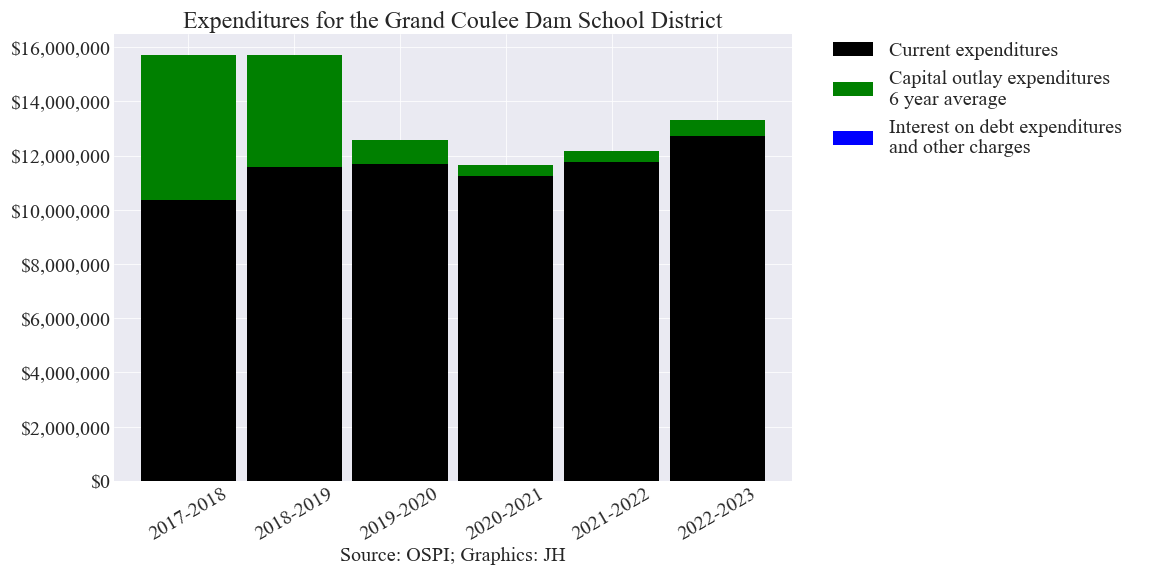 Expenditures for the Grand Coulee Dam School District
$16,000,000
$14,000,000
$12,000,000
$10,000,000
$8,000,000
$6,000,000
$4,000,000
$2,000,000
$0
2017-2018
2018-2019
2019-2020
2020-2021
2021-2022
2022-2023
Source: OSPI; Graphics: JH
Current expenditures
Capital outlay expenditures
6 year average
Interest on debt expenditures
and other charges